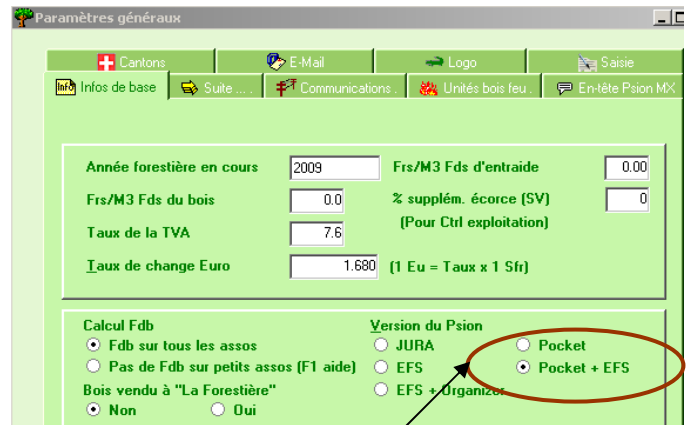 Paramètres généraux
Cantons E-Mail Logo Saisie
Infos de base Suite ... . Communications . Unités bois feu . En-tête Psion MX
Année forestière en cours 2009 Frs/M3 Fds d'entraide 0.00
Frs/M3 Fds du bois 0.0 % supplém. écorce (SV) 0
Taux de la TVA 7.6 (Pour Ctrl exploitation)
Taux de change Euro 1.680 (1 Eu = Taux x 1 Sfr)
Calcul Fdb Version du Psion
Fdb sur tous les assos JURA Pocket
Pas de Fdb sur petits assos (F1 aide) EFS Pocket + EFS
Bois vendu à "La Forestière" EFS + Organizer
Non Oui